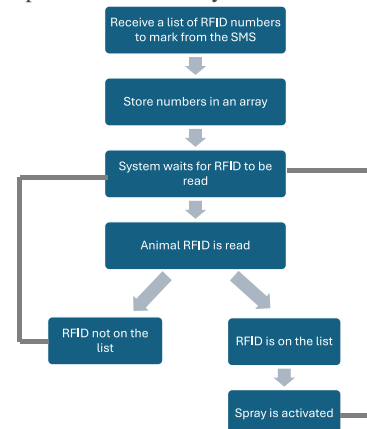 Receive a list of RFID numbers
to mark from the SMS
Store numbers in an array
System waits for RFID to be
read
Animal RFID is read
RFID not on the
list
RFID is on the list
Spray is activated